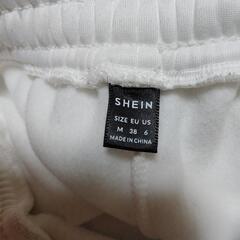 SHEIN
SIZE EU US
M 38 6
MADE IN CHINA